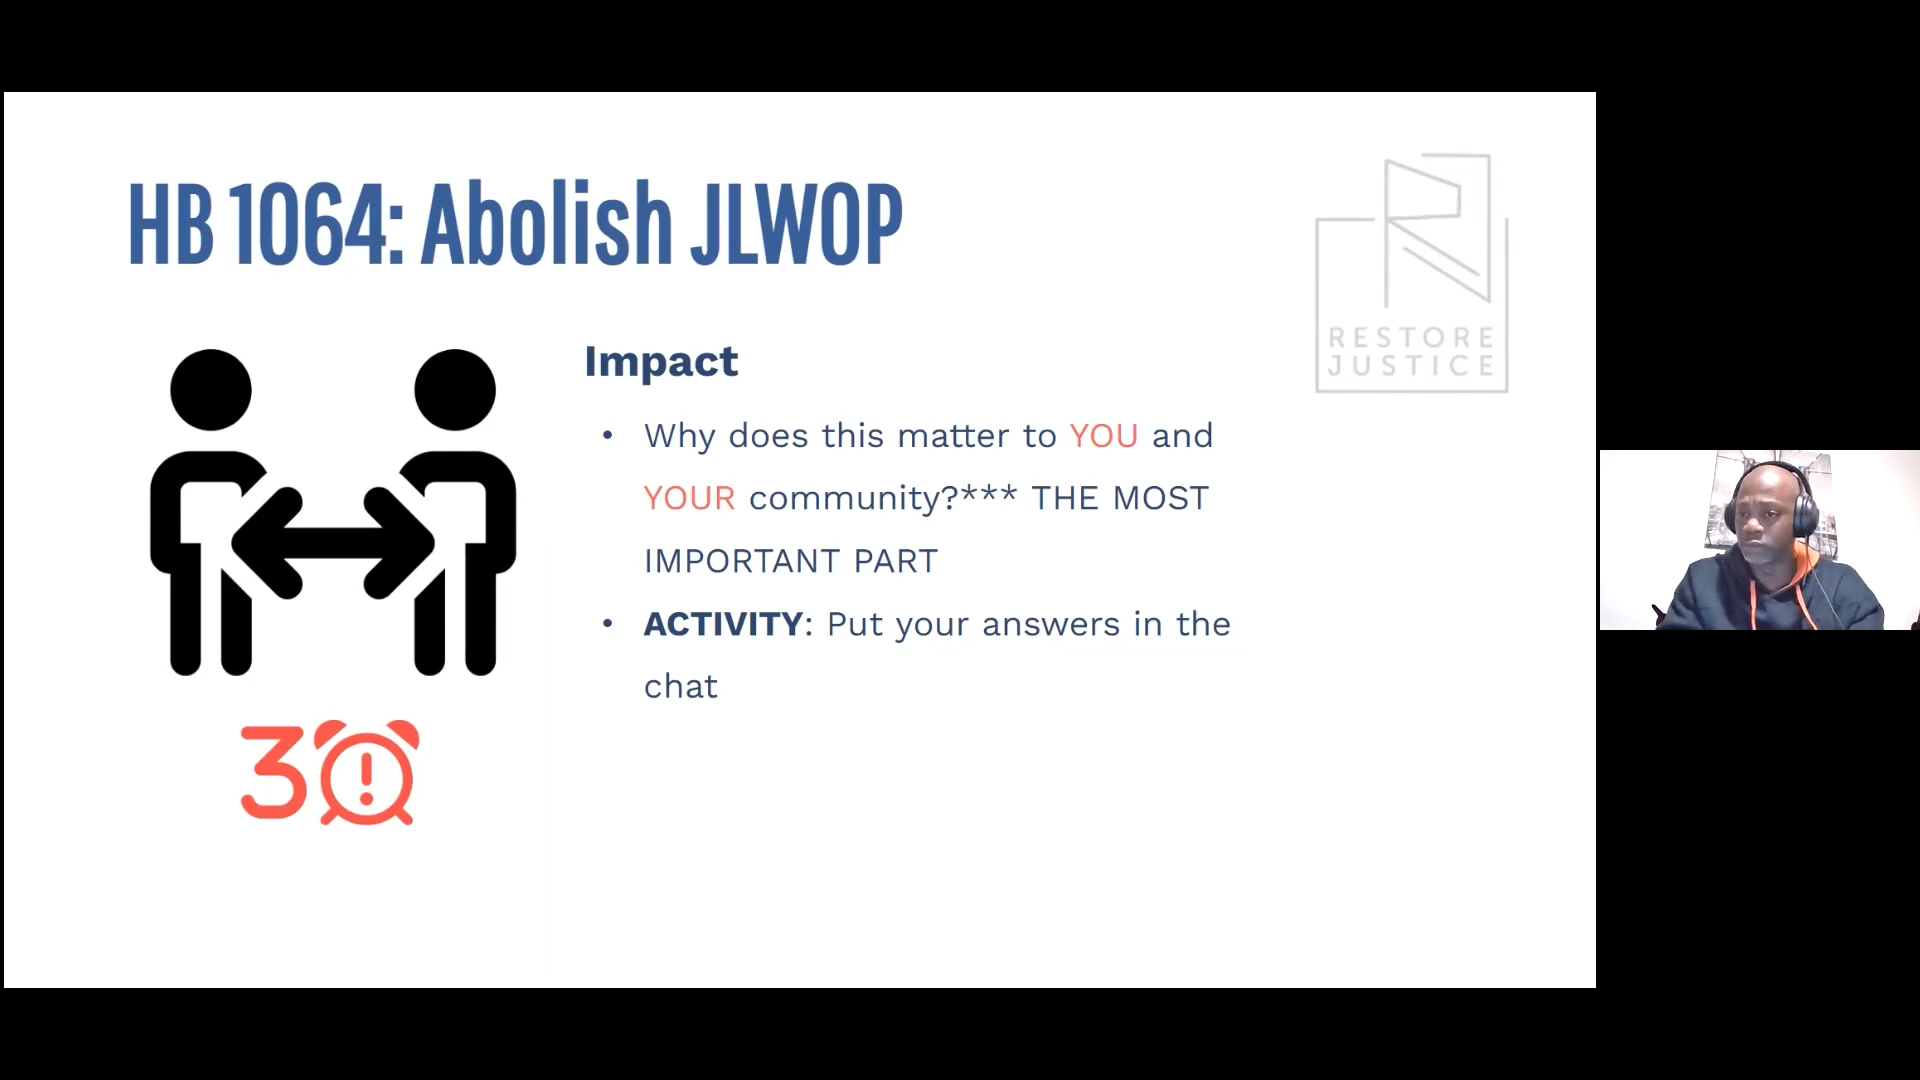 HB 1064: Abolish JLWOP
RESTORE
JUSTICE
Impact
• Why does this matter to YOU and
YOUR community?*** THE MOST
IMPORTANT PART
• ACTIVITY: Put your answers in the
chat
3